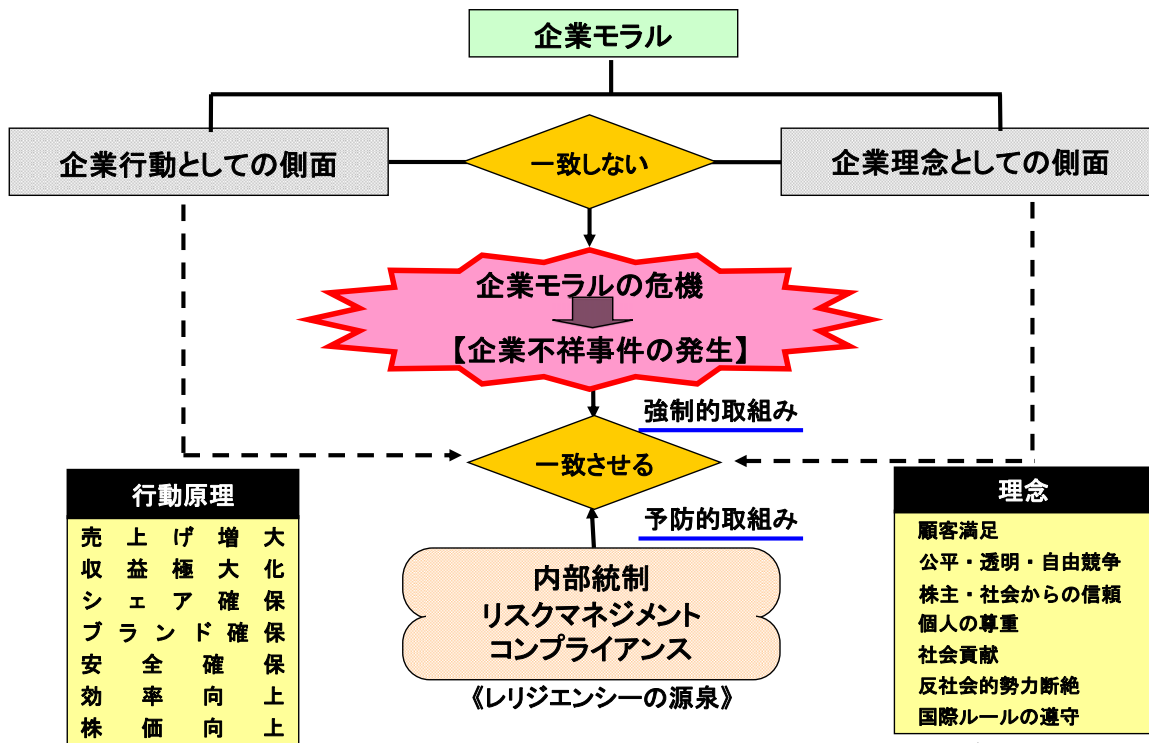 企業モラル
企業行動としての側面
一致しない
企業理念としての側面
企業モラルの危機
【企業不祥事件の発生】
強制的取組み
一致させる
予防的取組み
行動原理
売上げ増大
収益極大化
シェア確保
ブランド確保
安全確保
効率向上
株価向上
内部統制
リスクマネジメント
コンプライアンス
《レリジエンシーの源泉》
理念
顧客満足
公平・透明・自由競争
株主・社会からの信頼
個人の尊重
社会貢献
反社会的勢力断絶
国際ルールの遵守